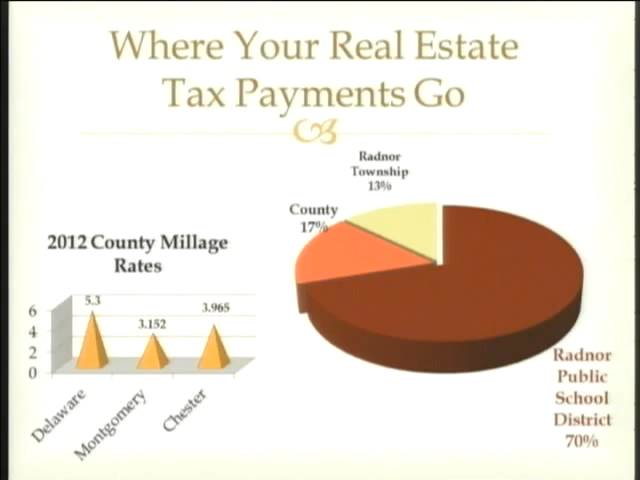 Where Your Real Estate
Tax Payments Go
Radnor
Township
13%
County
17%
2012 County Millage
Rates
6
4
2
0
5.3
3.152
3.965
Delaware
Montgomery
Chester
Radnor
Public
School
District
70%